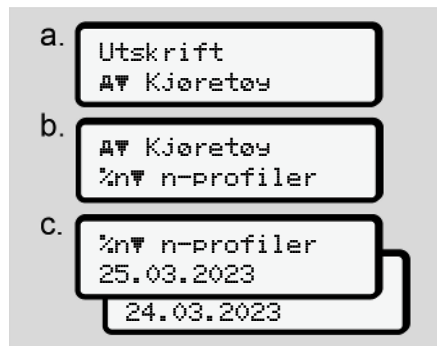 a.
Utskrift
A▼ Kjøretøy
b.
A▼ Kjøretøy
%n▼ n-profiler
c.
%n▼ n-profiler
25.03.2023
24.03.2023